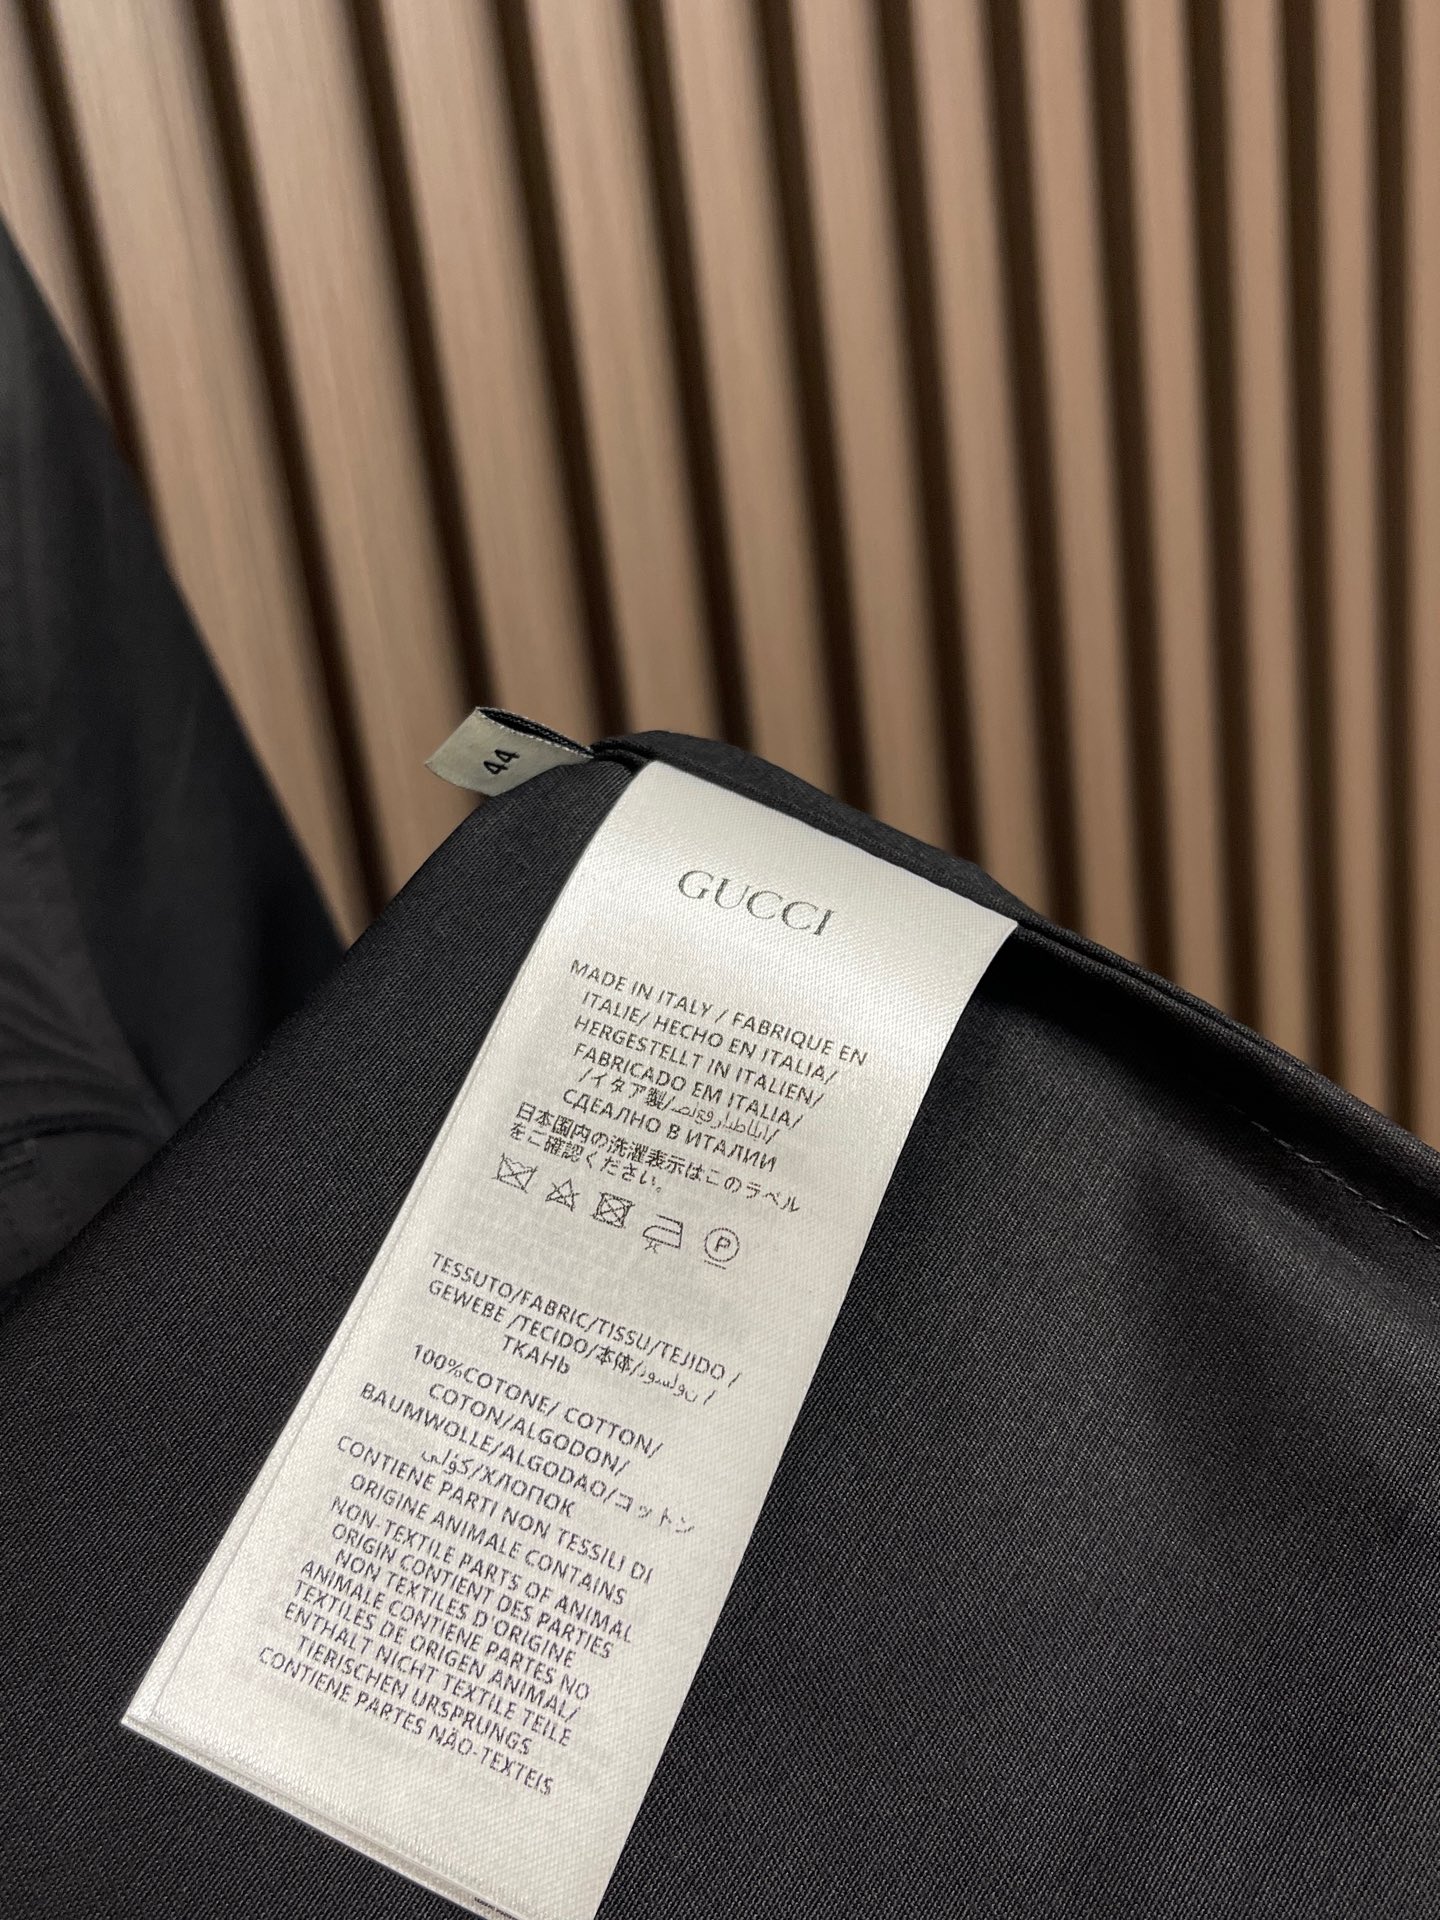 44
GUCCI
MADE IN ITALY / FABRIQUE EN
ITALIE/ HECHO EN ITALIA/
HERGESTELLT IN ITALIEN/
FABRICADO EM ITALIA/
/イタア製/
СДЕАЛНО В ИТАЛИИ
日本国内の洗濯表示はこのラベル
をご確認ください。
P
TESSUTO/FABRIC/TISSU/TEJIDO /
GEWEBE /TECIDO/本体/ /
ТКАНЬ
100%COTONE/ COTTON/
COTON/ALGODON/
BAUMWOLLE/ALGODAO/コットン
/ХЛОПОК
CONTIENE PARTI NON TESSILI DI
ORIGINE ANIMALE CONTAINS
NON-TEXTILE PARTS OF ANIMAL
ORIGIN CONTIENT DES PARTIES
NON TEXTILES D'ORIGINE
ANIMALE CONTIENE PARTES NO
TEXTILES DE ORIGEN ANIMAL/
ENTHALT NICHT TEXTILE TEILE
TIERISCHEN URSPRUNGS
CONTIENE PARTES NÃO-TEXTEIS